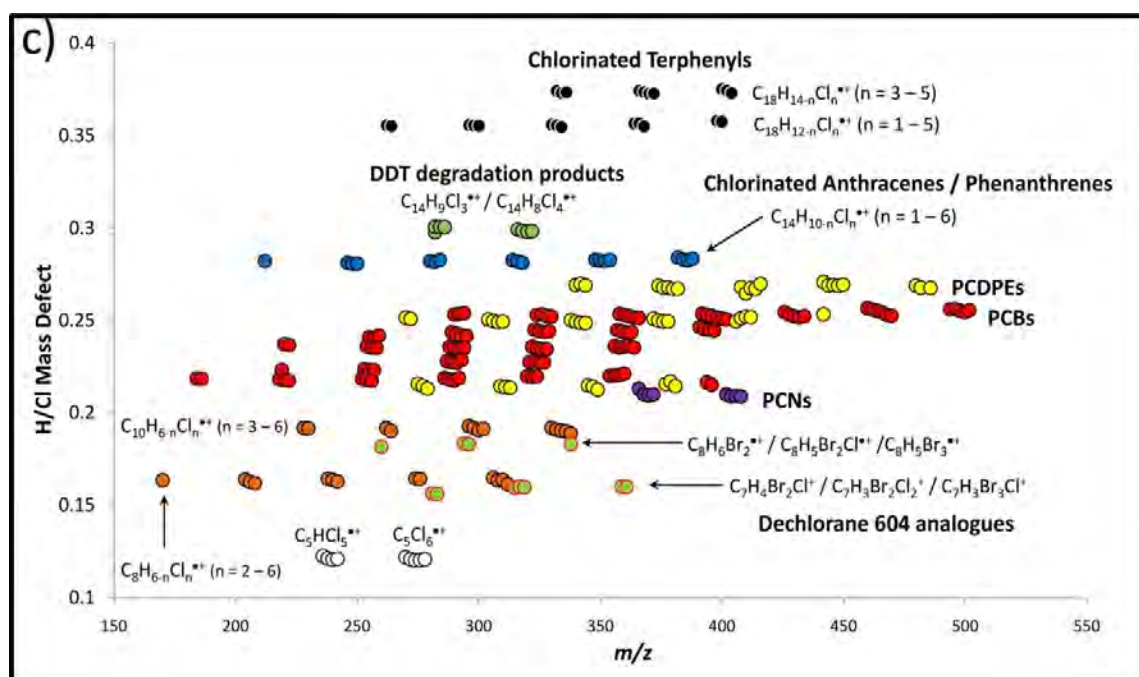 c)
0.4
Chlorinated Terphenyls
C₁₈H₁₄₋ₙClₙ•⁺ (n = 3 – 5)
0.35
C₁₈H₁₂₋ₙClₙ•⁺ (n = 1 – 5)
DDT degradation products
C₁₄H₉Cl₃•⁺ / C₁₄H₈Cl₄•⁺
Chlorinated Anthracenes / Phenanthrenes
C₁₄H₁₀₋ₙClₙ•⁺ (n = 1 – 6)
0.3
H/Cl Mass Defect
PCDPEs
PCBs
0.25
PCNs
0.2
C₁₀H₆₋ₙClₙ•⁺ (n = 3 – 6)
C₈H₆Br₂•⁺ / C₈H₅Br₂Cl•⁺ /C₈H₅Br₃•⁺
0.15
C₇H₄Br₂Cl⁺ / C₇H₃Br₂Cl₂⁺ / C₇H₃Br₃Cl⁺
Dechlorane 604 analogues
C₅HCl₅•⁺
C₅Cl₆•⁺
C₈H₆₋ₙClₙ•⁺ (n = 2 – 6)
0.1
150 200 250 300 350 400 450 500 550
m/z